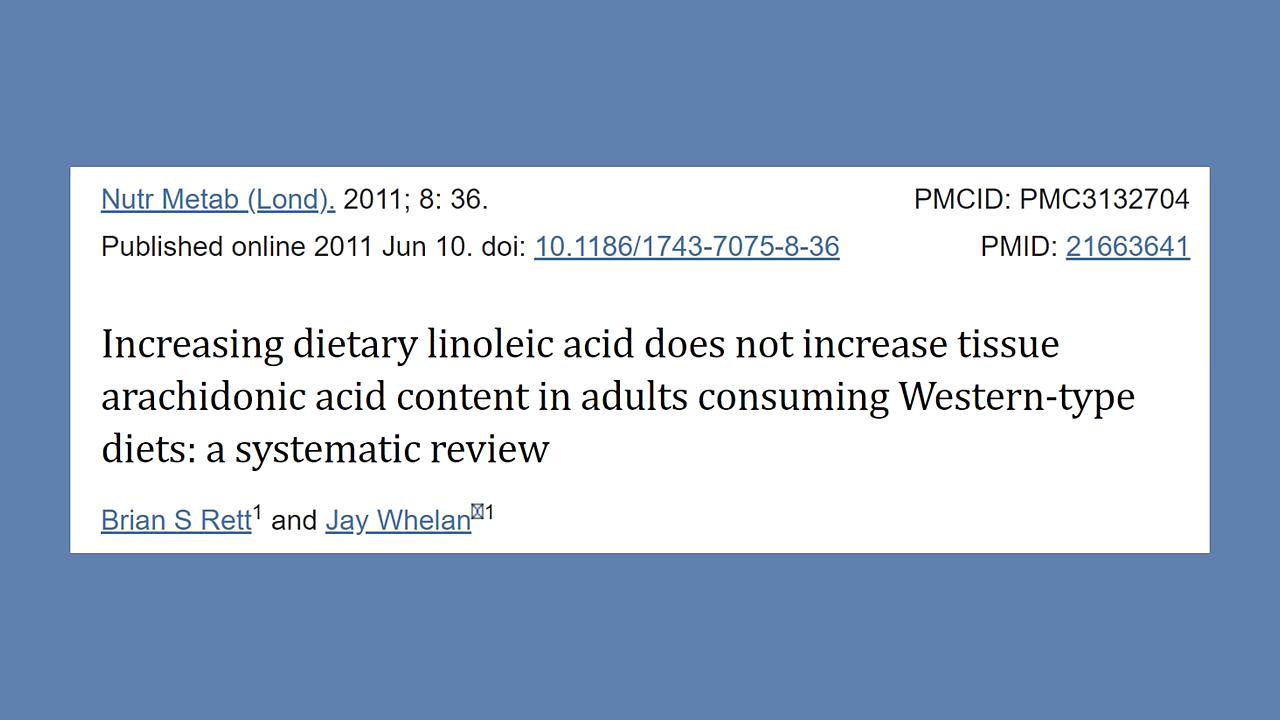 Nutr Metab (Lond). 2011; 8: 36. PMCID: PMC3132704
Published online 2011 Jun 10. doi: 10.1186/1743-7075-8-36 PMID: 21663641
Increasing dietary linoleic acid does not increase tissue
arachidonic acid content in adults consuming Western-type
diets: a systematic review
Brian S Rett1 and Jay Whelan1